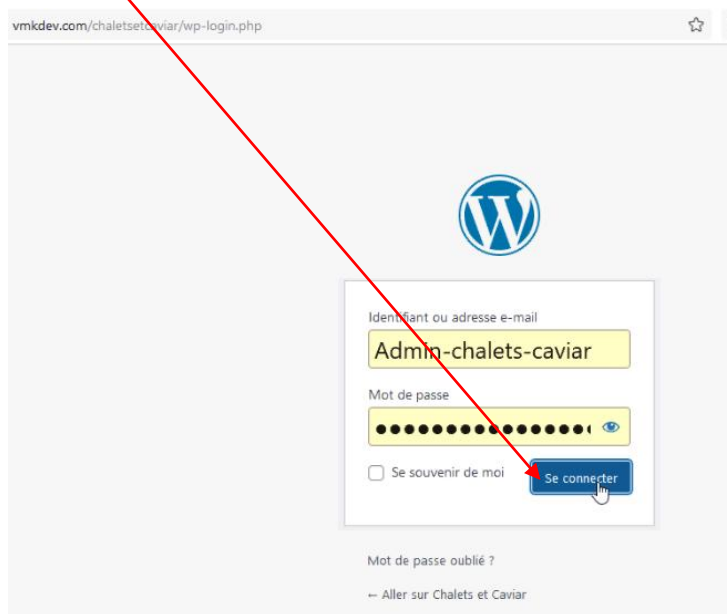 vmkdev.com/chaletsetcaviar/wp-login.php
Identifiant ou adresse e-mail
Admin-chalets-caviar
Mot de passe
Se souvenir de moi
Se connecter
Mot de passe oublié ?
← Aller sur Chalets et Caviar